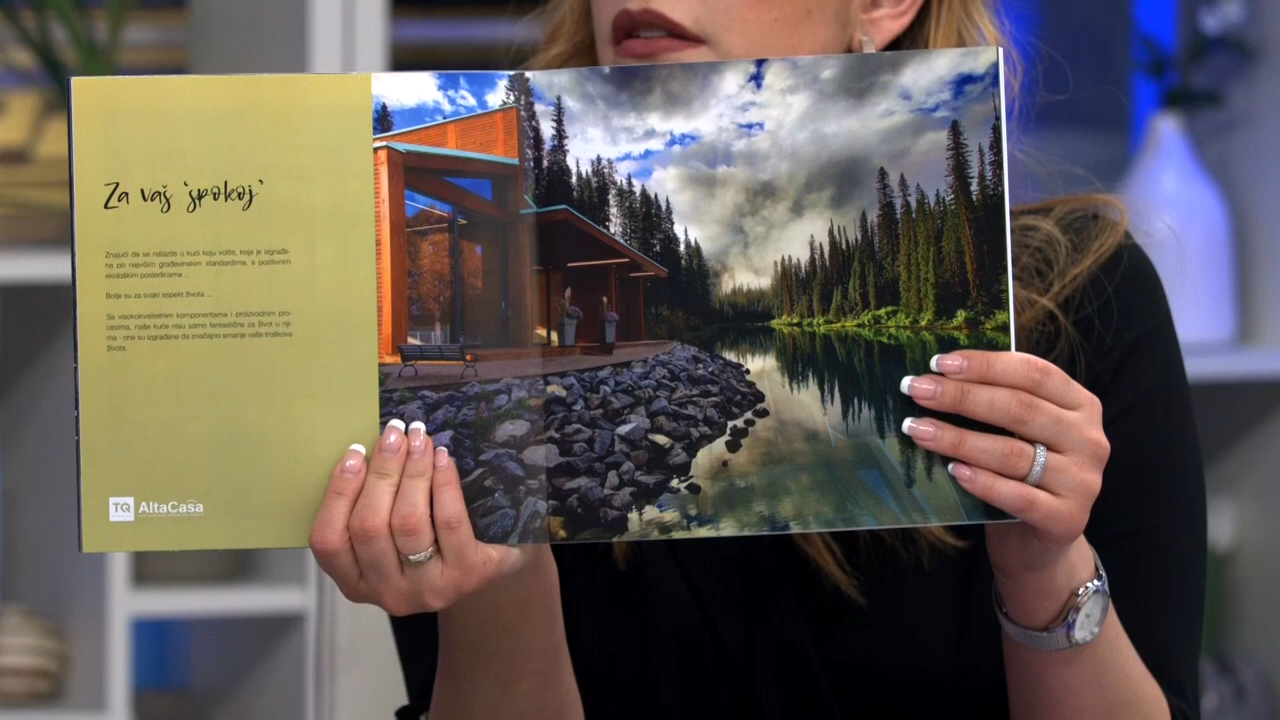 Za vaš 'spokoj'
Znajući da se nalazite u kući koju volite, koja je izgrađe-
na po najvišim građevinskim standardima, s pozitivnim
ekološkim posledicama ...
Bolje su za svaki aspekt života ...
Sa visokokvalitetnim komponentama i proizvodnim pro-
cesima, naše kuće nisu samo fantastične za život u nji-
ma - one su izgrađene da značajno smanje vaše troškove
života.
TQ AltaCasa